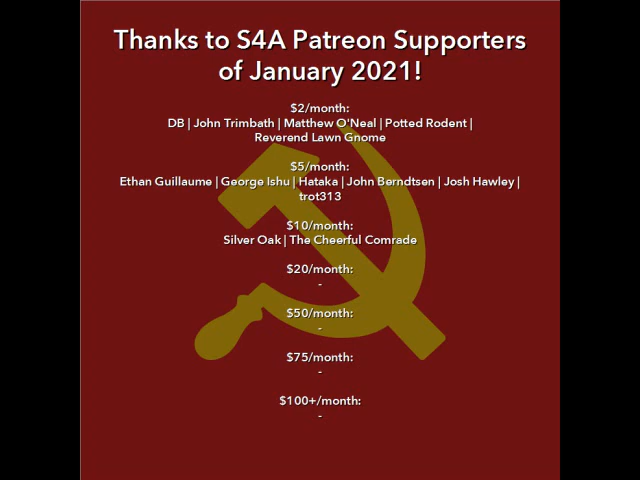 Thanks to S4A Patreon Supporters
of January 2021!
$2/month:
DB | John Trimbath | Matthew O'Neal | Potted Rodent |
Reverend Lawn Gnome
$5/month:
Ethan Guillaume | George Ishu | Hataka | John Berndtsen | Josh Hawley |
trot313
$10/month:
Silver Oak | The Cheerful Comrade
$20/month:
-
$50/month:
-
$75/month:
-
$100+/month:
-